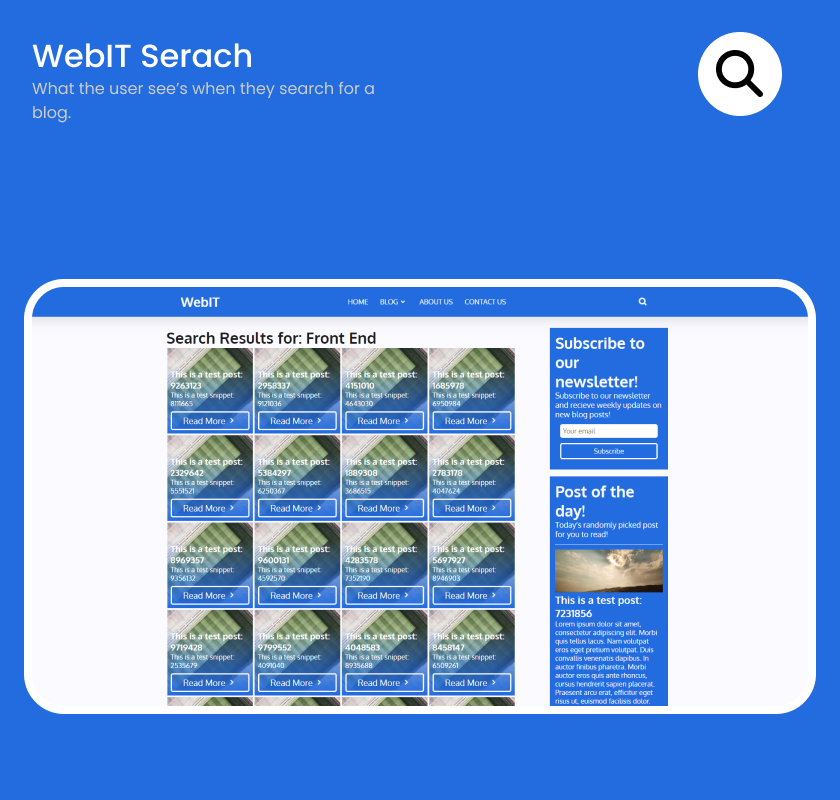 WebIT Serach
What the user see’s when they search for a
blog.
WebIT
HOME BLOG ABOUT US CONTACT US
Search Results for: Front End
This is a test post: This is a test post: This is a test post: This is a test post:
9263123 2958337 4151010 1685978
This is a test snippet: This is a test snippet: This is a test snippet: This is a test snippet:
8111665 9121036 4643030 6950984
Read More Read More Read More Read More
This is a test post: This is a test post: This is a test post: This is a test post:
2329642 5384297 1889308 2783178
This is a test snippet: This is a test snippet: This is a test snippet: This is a test snippet:
5551521 6250367 3686515 4047624
Read More Read More Read More Read More
This is a test post: This is a test post: This is a test post: This is a test post:
8969357 9600131 4283578 5697927
This is a test snippet: This is a test snippet: This is a test snippet: This is a test snippet:
9356132 4592570 7352190 8946903
Read More Read More Read More Read More
This is a test post: This is a test post: This is a test post: This is a test post:
9719428 9799552 4048583 8458147
This is a test snippet: This is a test snippet: This is a test snippet: This is a test snippet:
2535679 4091040 8935688 6509261
Read More Read More Read More Read More
Subscribe to
our
newsletter!
Subscribe to our newsletter
and recieve weekly updates on
new blog posts!
Your email
Subscribe
Post of the
day!
Today's randomly picked post
for you to read!
This is a test post:
7231856
Lorem ipsum dolor sit amet,
consectetur adipiscing elit. Morbi
quis tellus lacus. Nam volutpat
eros eget pretium volutpat. Duis
convallis venenatis dapibus. In
auctor finibus pharetra. Morbi
auctor eros quis ante rhoncus,
cursus hendrerit sapien placerat.
Praesent arcu erat, efficitur eget
risus ut, euismod facilisis dolor.